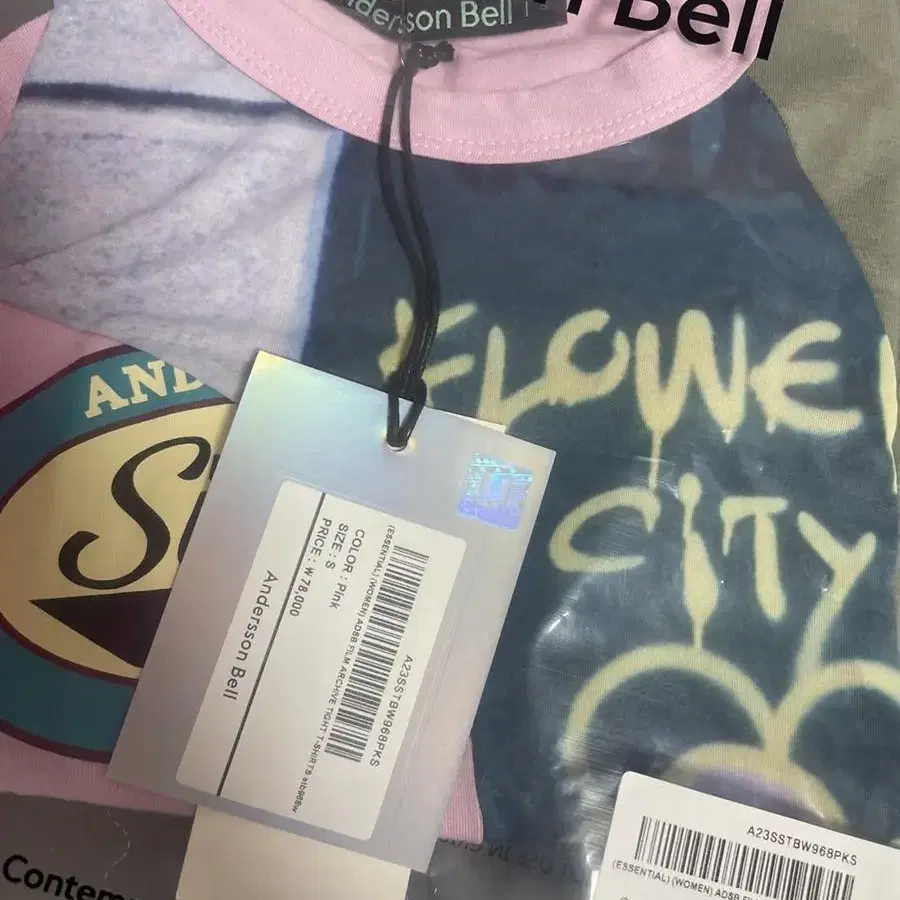 Andersson Bell
Bell
AND
FLOWE
CITY
(ESSENTIAL) (WOMEN) ADSB FILM ARCHIVE TIGHT T-SHIRTS atb968w
A23SSTBW968PKS
COLOR : Pink
SIZE : S
PRICE : ₩ 78,000
Andersson Bell
A23SSTBW968PKS
(ESSENTIAL) (WOMEN) ADSB
Contem